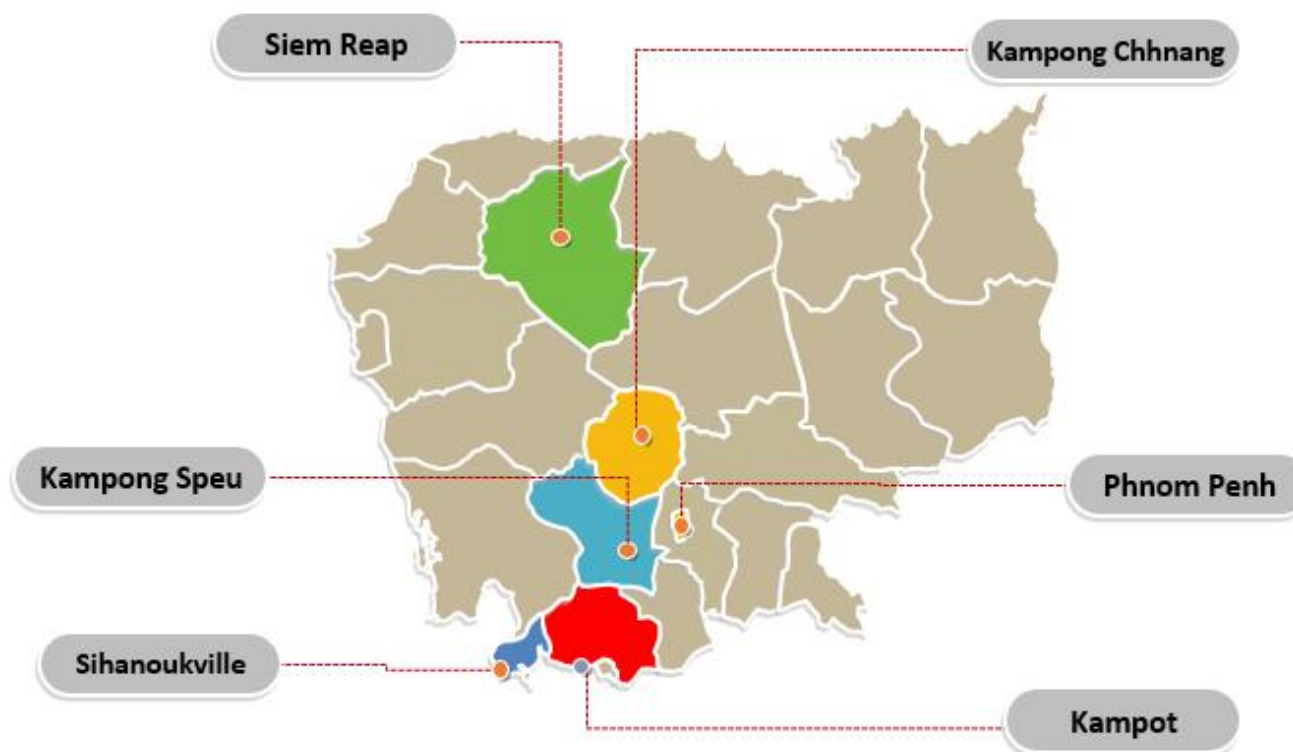 Siem Reap
Kampong Chhnang
Kampong Speu
Phnom Penh
Sihanoukville
Kampot